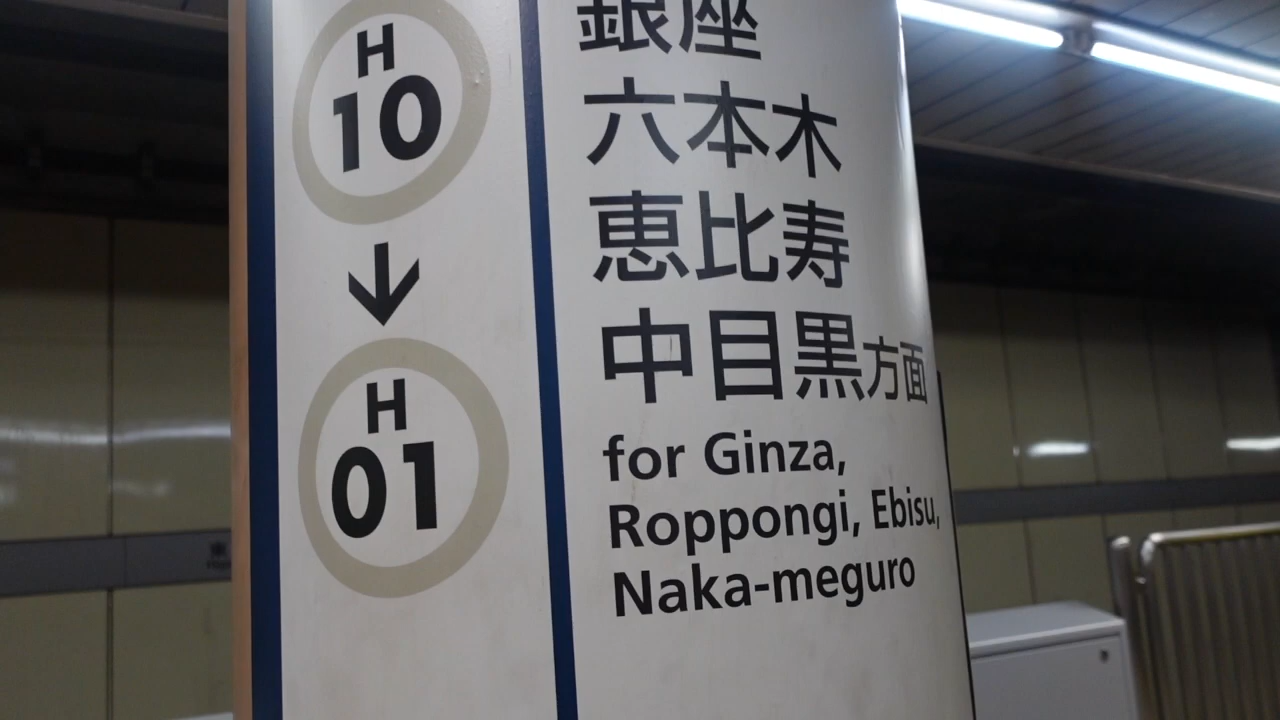 H
10
↓
H
01
銀座
六本木
恵比寿
中目黒方面
for Ginza,
Roppongi, Ebisu,
Naka-meguro